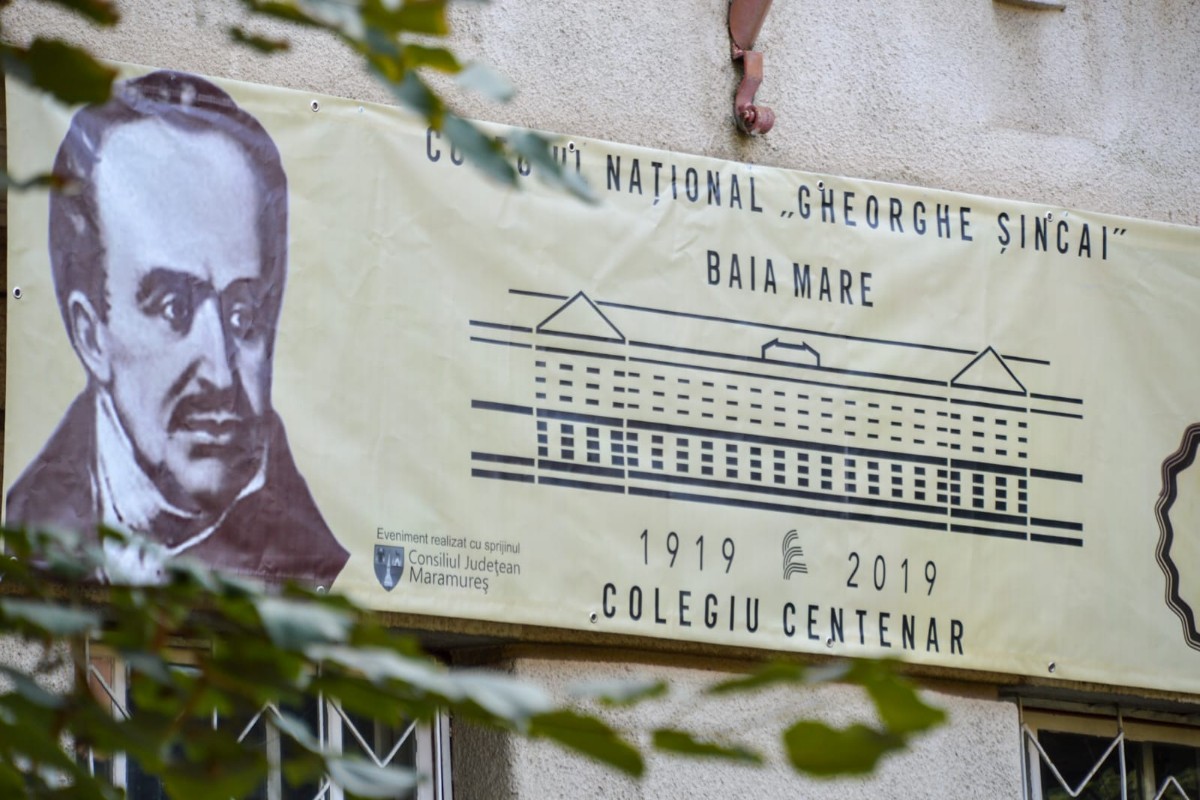 NAȚIONAL „GHEORGHE ȘINCAI”
BAIA MARE
1919 2019
COLEGIU CENTENAR
Eveniment realizat cu sprijinul
Consiliul Județean
Maramureș